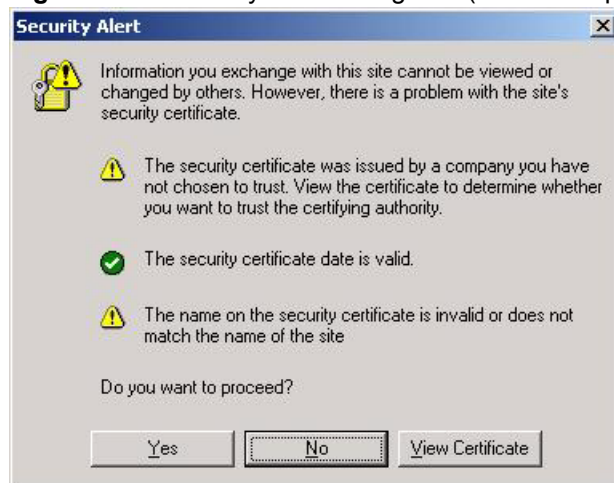 Security Alert
Information you exchange with this site cannot be viewed or
changed by others. However, there is a problem with the site's
security certificate.
The security certificate was issued by a company you have
not chosen to trust. View the certificate to determine whether
you want to trust the certifying authority.
The security certificate date is valid.
The name on the security certificate is invalid or does not
match the name of the site
Do you want to proceed?
Yes
No
View Certificate